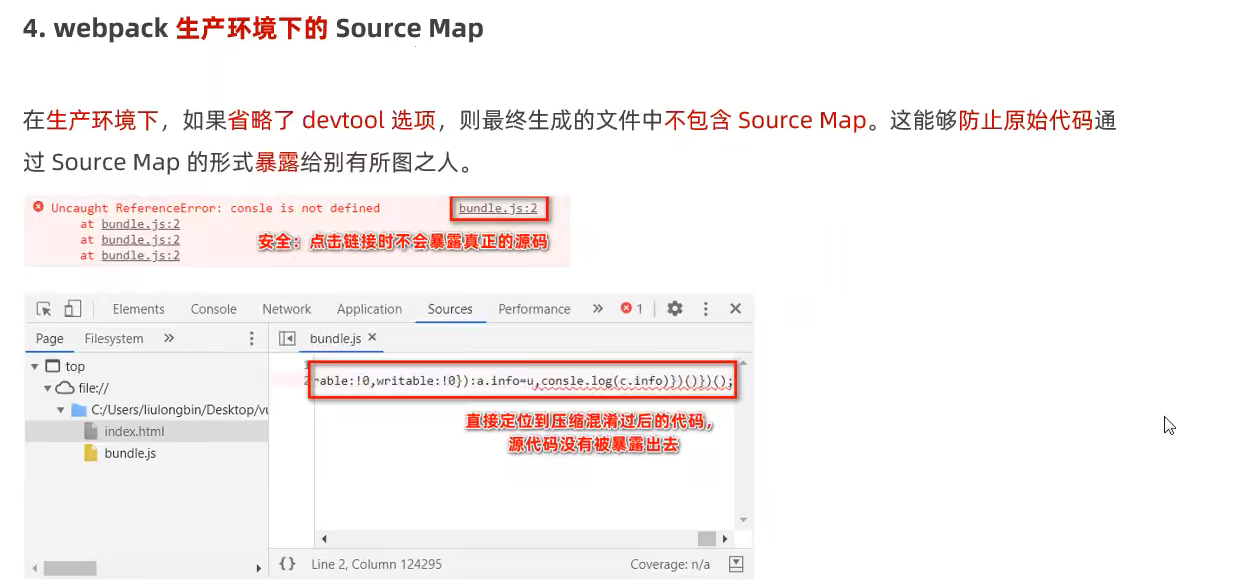 4. webpack 生产环境下的 Source Map
在生产环境下，如果省略了 devtool 选项，则最终生成的文件中不包含 Source Map。这能够防止原始代码通
过 Source Map 的形式暴露给别有所图之人。
Uncaught ReferenceError: consle is not defined bundle.js:2
at bundle.js:2
at bundle.js:2
at bundle.js:2
安全：点击链接时不会暴露真正的源码
Elements Console Network Application Sources Performance » 1
Page Filesystem »
bundle.js ×
top
file://
C:/Users/liulongbin/Desktop/vu
index.html
bundle.js
1
2 rable:!0,writable:!0}):a.info=u,consle.log(c.info)})()})();
直接定位到压缩混淆过后的代码，
源代码没有被暴露出去
{} Line 2, Column 124295 Coverage: n/a